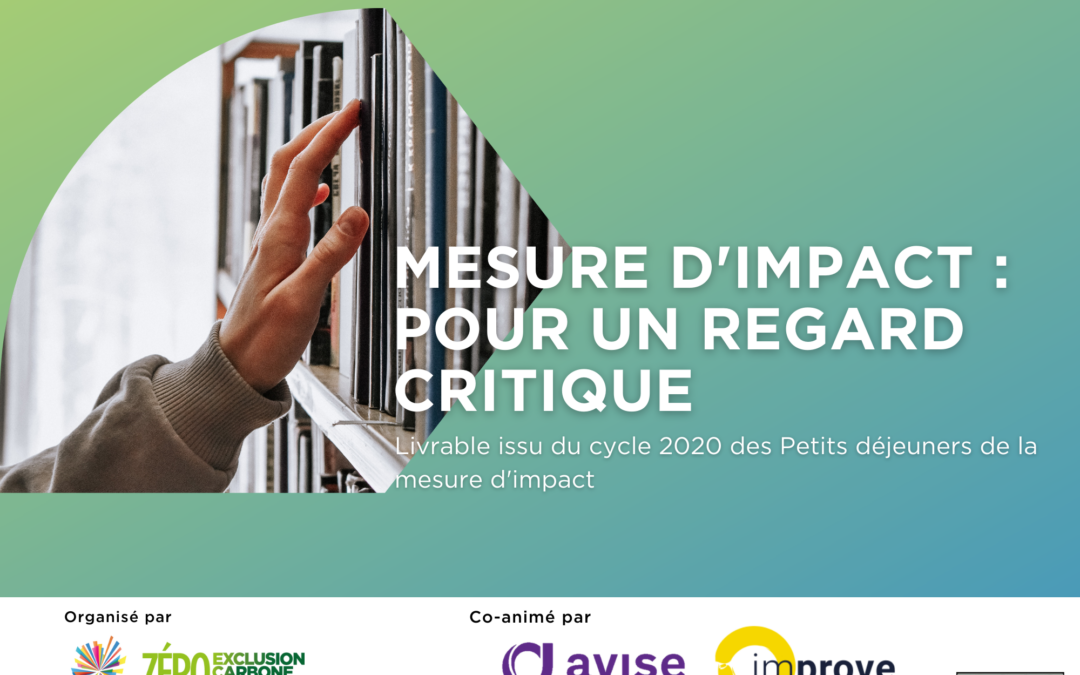 MESURE D'IMPACT :
POUR UN REGARD
CRITIQUE
Livrable issu du cycle 2020 des Petits déjeuners de la
mesure d'impact
Organisé par
Co-animé par
ZÉRO EXCLUSION
CARBONE
avise
improve